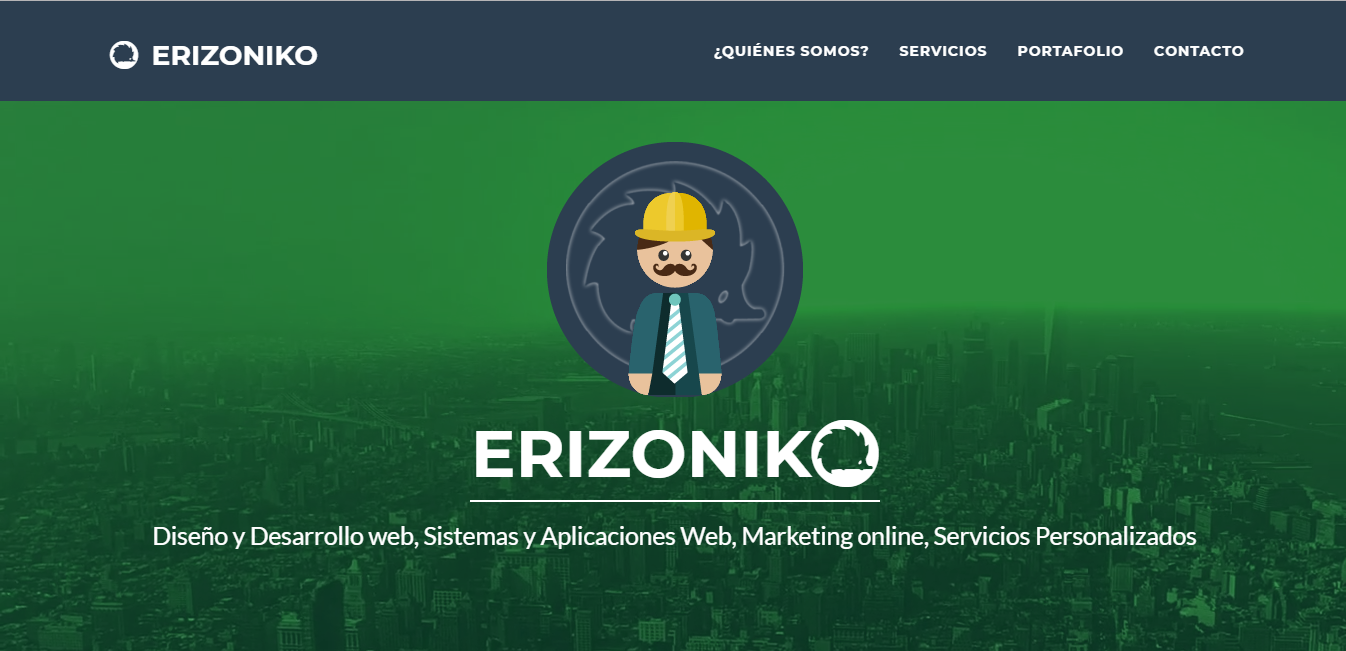 ERIZONIKO
¿QUIÉNES SOMOS? SERVICIOS PORTAFOLIO CONTACTO
ERIZONIKO
Diseño y Desarrollo web, Sistemas y Aplicaciones Web, Marketing online, Servicios Personalizados